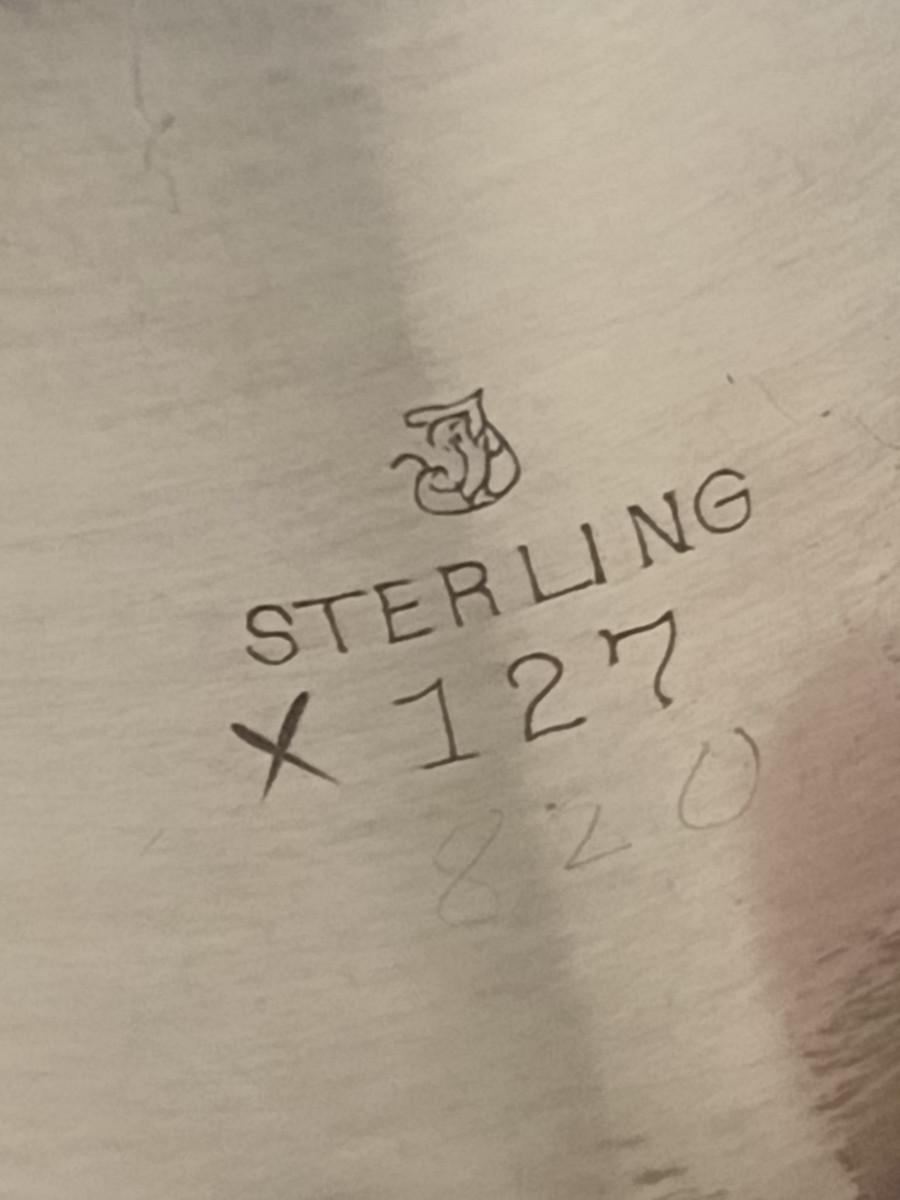 STERLING
X 127
820